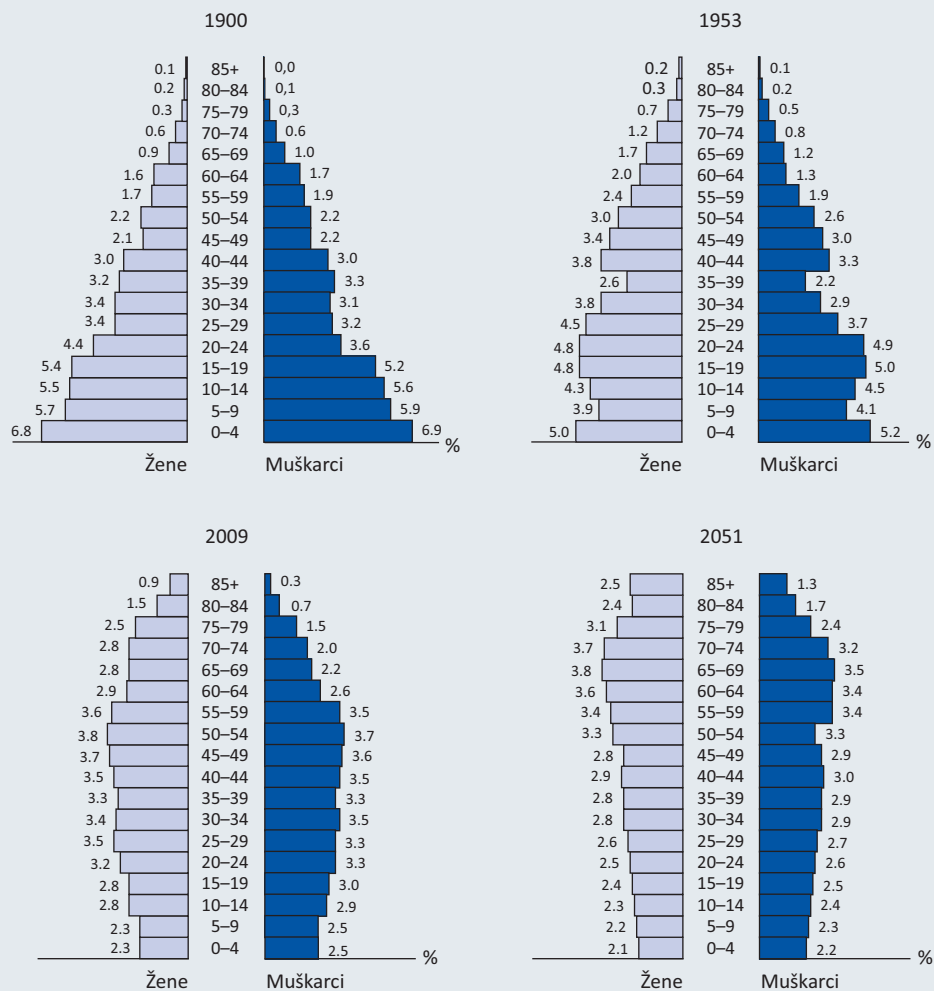 1900
0.1 85+ 0,0
0.2 80–84 0,1
0.3 75–79 0,3
0.6 70–74 0.6
0.9 65–69 1.0
1.6 60–64 1.7
1.7 55–59 1.9
2.2 50–54 2.2
2.1 45–49 2.2
3.0 40–44 3.0
3.2 35–39 3.3
3.4 30–34 3.1
3.4 25–29 3.2
4.4 20–24 3.6
5.4 15–19 5.2
5.5 10–14 5.6
5.7 5–9 5.9
6.8 0–4 6.9
%
Žene Muškarci
1953
0.2 85+ 0.1
0.3 80–84 0.2
0.7 75–79 0.5
1.2 70–74 0.8
1.7 65–69 1.2
2.0 60–64 1.3
2.4 55–59 1.9
3.0 50–54 2.6
3.4 45–49 3.0
3.8 40–44 3.3
2.6 35–39 2.2
3.8 30–34 2.9
4.5 25–29 3.7
4.8 20–24 4.9
4.8 15–19 5.0
4.3 10–14 4.5
3.9 5–9 4.1
5.0 0–4 5.2
%
Žene Muškarci
2009
0.9 85+ 0.3
1.5 80–84 0.7
2.5 75–79 1.5
2.8 70–74 2.0
2.8 65–69 2.2
2.9 60–64 2.6
3.6 55–59 3.5
3.8 50–54 3.7
3.7 45–49 3.6
3.5 40–44 3.5
3.3 35–39 3.3
3.4 30–34 3.5
3.5 25–29 3.3
3.2 20–24 3.3
2.8 15–19 3.0
2.8 10–14 2.9
2.3 5–9 2.5
2.3 0–4 2.5
%
Žene Muškarci
2051
2.5 85+ 1.3
2.4 80–84 1.7
3.1 75–79 2.4
3.7 70–74 3.2
3.8 65–69 3.5
3.6 60–64 3.4
3.4 55–59 3.4
3.3 50–54 3.3
2.8 45–49 2.9
2.9 40–44 3.0
2.8 35–39 2.9
2.8 30–34 2.9
2.6 25–29 2.7
2.5 20–24 2.6
2.4 15–19 2.5
2.3 10–14 2.4
2.2 5–9 2.3
2.1 0–4 2.2
%
Žene Muškarci